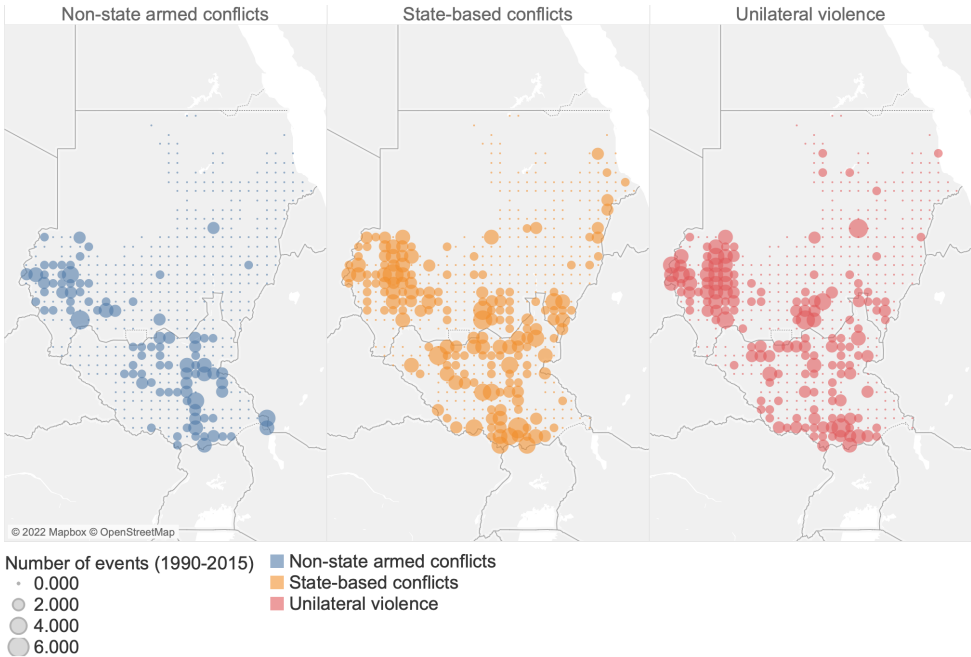 Non-state armed conflicts
State-based conflicts
Unilateral violence
© 2022 Mapbox © OpenStreetMap
Number of events (1990-2015)
0.000
2.000
4.000
6.000
Non-state armed conflicts
State-based conflicts
Unilateral violence